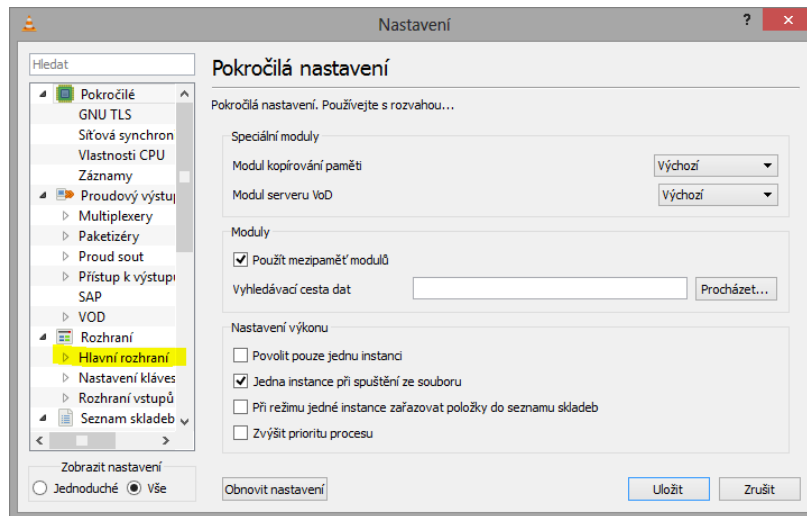 Nastavení
Hledat
Pokročilé
GNU TLS
Síťová synchron
Vlastnosti CPU
Záznamy
Proudový výstu
Multiplexery
Paketizéry
Proud sout
Přístup k výstup
SAP
VOD
Rozhraní
Hlavní rozhraní
Nastavení kláves
Rozhraní vstupů
Seznam skladeb
Zobrazit nastavení
Jednoduché Vše
Pokročilá nastavení
Pokročilá nastavení. Používejte s rozvahou...
Speciální moduly
Modul kopírování paměti Výchozí
Modul serveru VoD Výchozí
Moduly
Použít mezipaměť modulů
Vyhledávací cesta dat Procházet...
Nastavení výkonu
Povolit pouze jednu instanci
Jedna instance při spuštění ze souboru
Při režimu jedné instance zařazovat položky do seznamu skladeb
Zvýšit prioritu procesu
Obnovit nastavení Uložit Zrušit